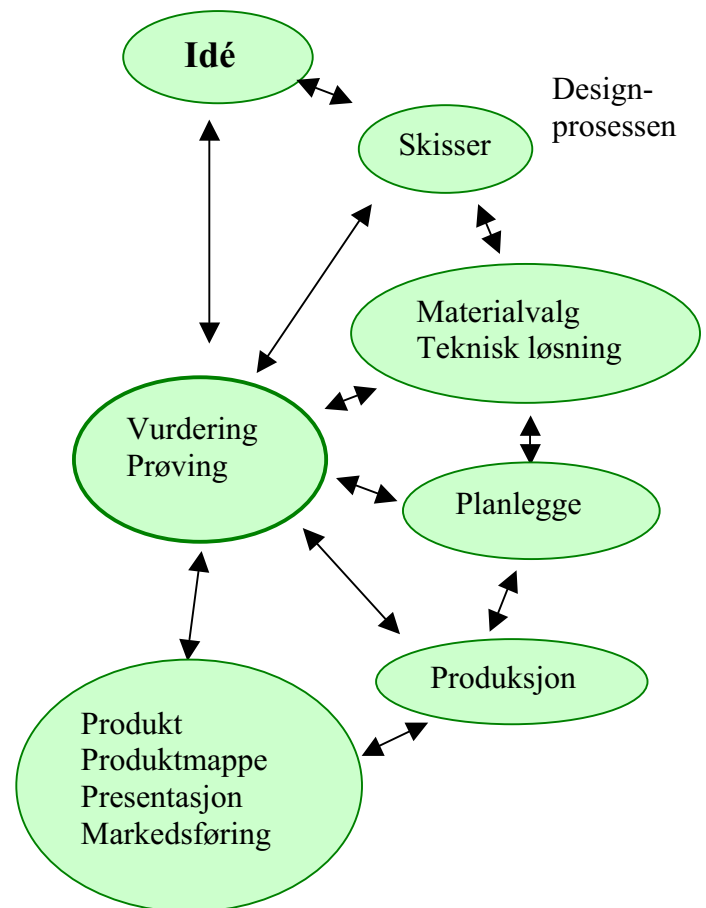 Idé
Design-
prosessen
Skisser
Materialvalg
Teknisk løsning
Vurdering
Prøving
Planlegge
Produksjon
Produkt
Produktmappe
Presentasjon
Markedsføring